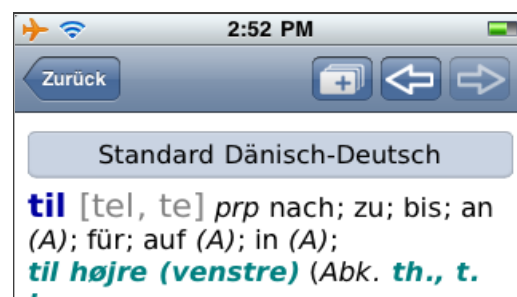 2:52 PM
Zurück
Standard Dänisch-Deutsch
til [tel, te] prp nach; zu; bis; an
(A); für; auf (A); in (A);
til højre (venstre) (Abk. th., t.